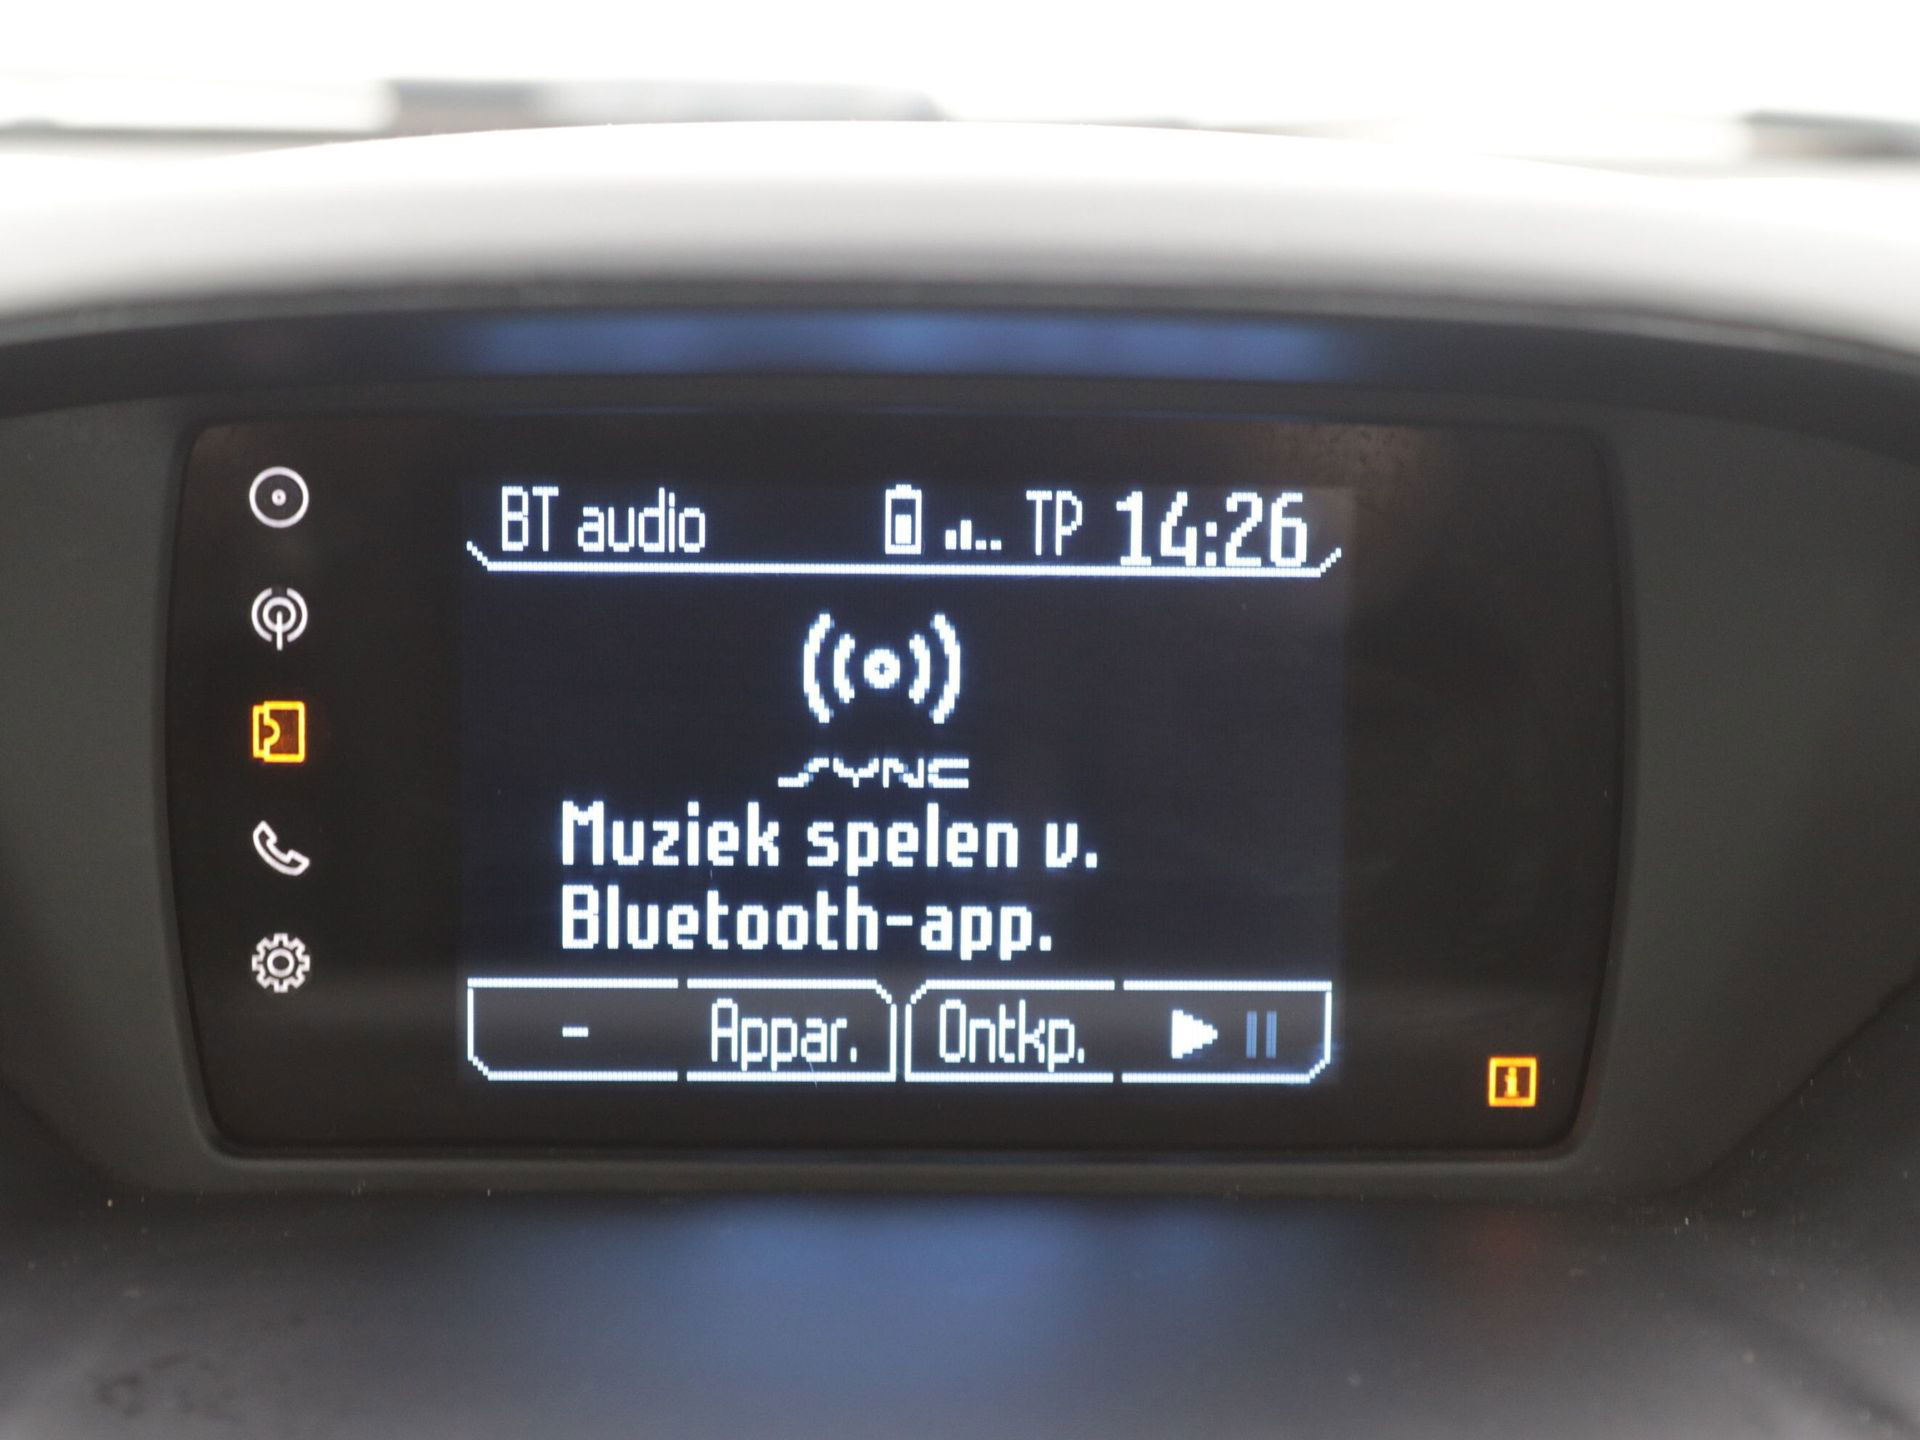 BT audio TP 14:26
SYNC
Muziek spelen v.
Bluetooth-app.
- Appar. Ontkp.
i